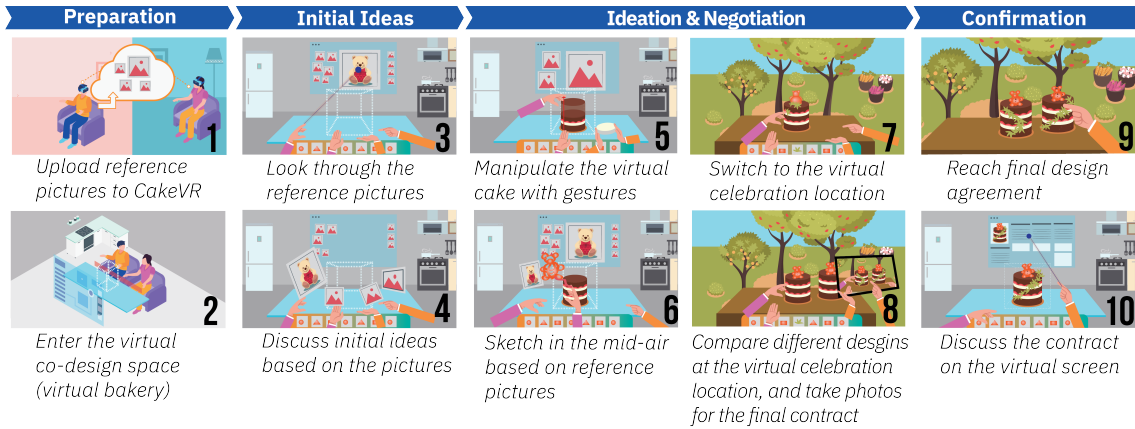 Preparation
Initial Ideas
Ideation & Negotiation
Confirmation
1
Upload reference
pictures to CakeVR
2
Enter the virtual
co-design space
(virtual bakery)
3
Look through the
reference pictures
4
Discuss initial ideas
based on the pictures
5
Manipulate the virtual
cake with gestures
6
Sketch in the mid-air
based on reference
pictures
7
Switch to the virtual
celebration location
8
Compare different desgins
at the virtual celebration
location, and take photos
for the final contract
9
Reach final design
agreement
10
Discuss the contract
on the virtual screen